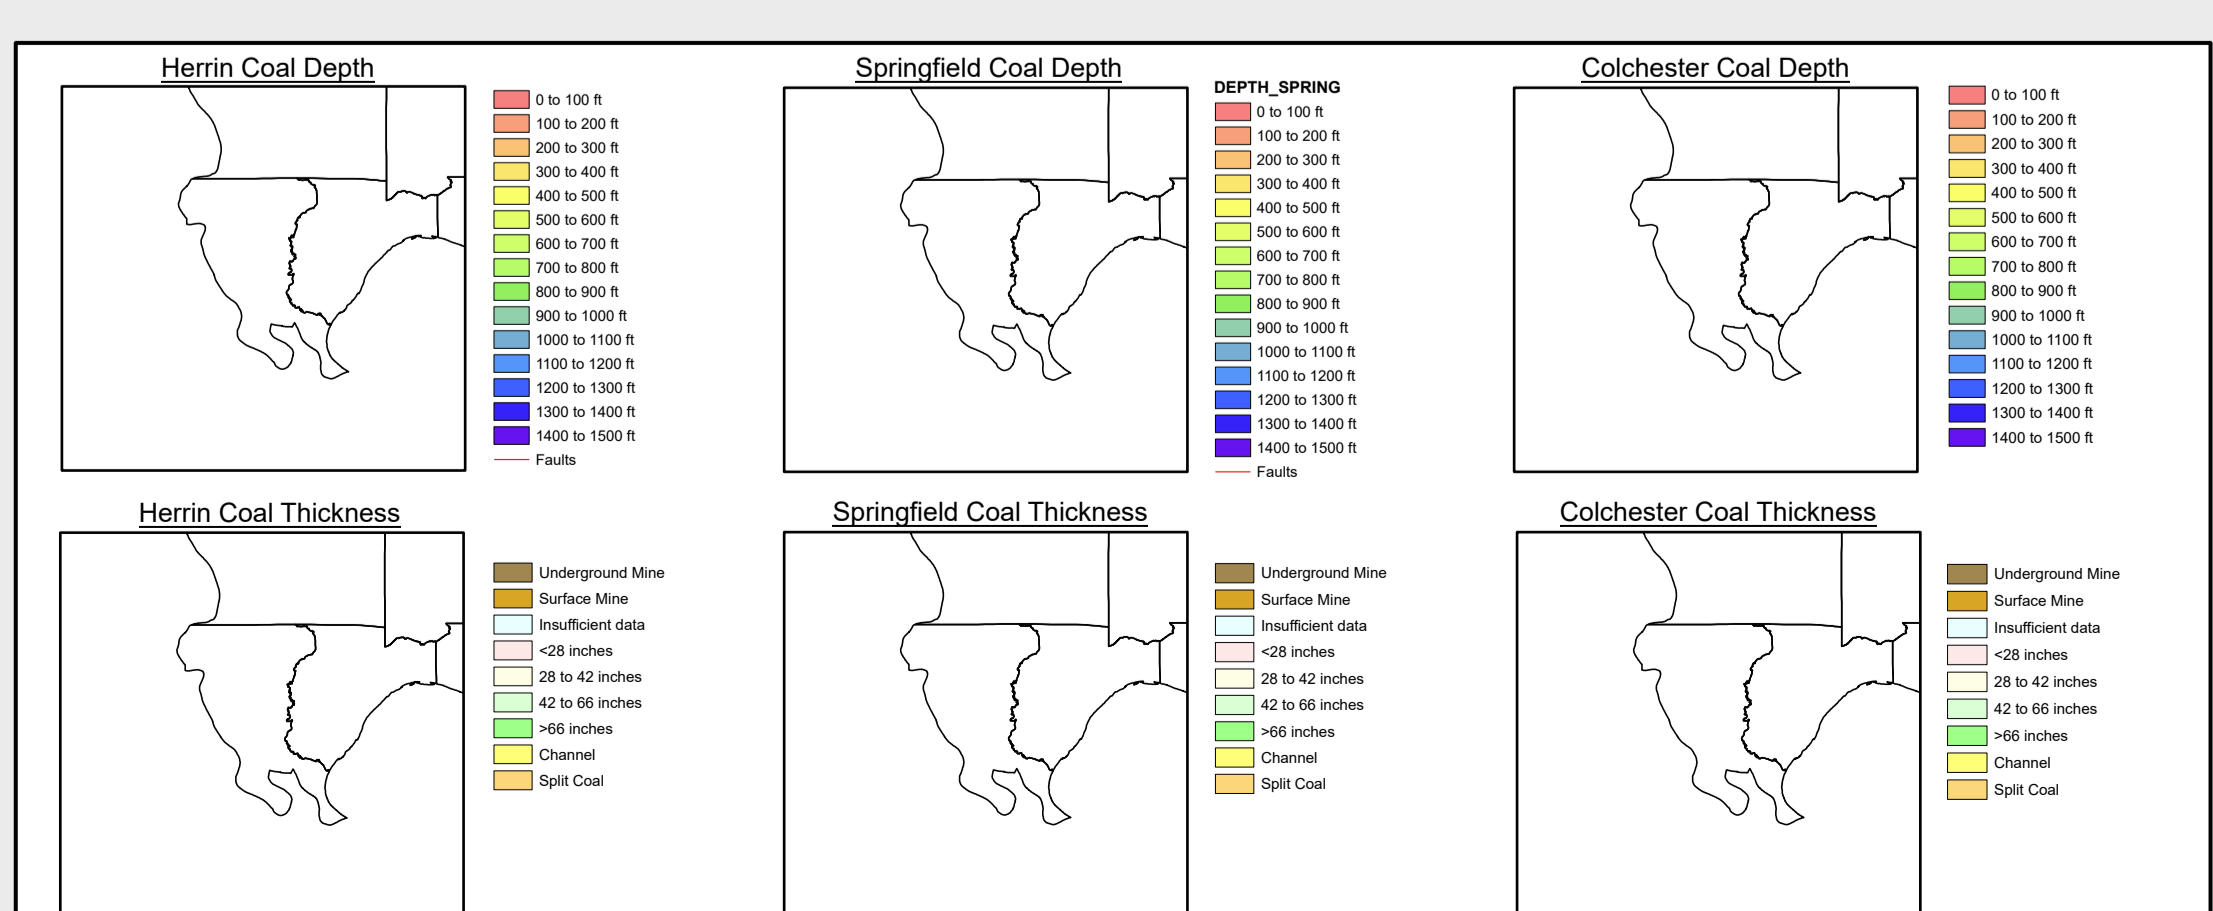 Herrin Coal Depth
0 to 100 ft
100 to 200 ft
200 to 300 ft
300 to 400 ft
400 to 500 ft
500 to 600 ft
600 to 700 ft
700 to 800 ft
800 to 900 ft
900 to 1000 ft
1000 to 1100 ft
1100 to 1200 ft
1200 to 1300 ft
1300 to 1400 ft
1400 to 1500 ft
Faults
Springfield Coal Depth
DEPTH_SPRING
0 to 100 ft
100 to 200 ft
200 to 300 ft
300 to 400 ft
400 to 500 ft
500 to 600 ft
600 to 700 ft
700 to 800 ft
800 to 900 ft
900 to 1000 ft
1000 to 1100 ft
1100 to 1200 ft
1200 to 1300 ft
1300 to 1400 ft
1400 to 1500 ft
Faults
Colchester Coal Depth
0 to 100 ft
100 to 200 ft
200 to 300 ft
300 to 400 ft
400 to 500 ft
500 to 600 ft
600 to 700 ft
700 to 800 ft
800 to 900 ft
900 to 1000 ft
1000 to 1100 ft
1100 to 1200 ft
1200 to 1300 ft
1300 to 1400 ft
1400 to 1500 ft
Herrin Coal Thickness
Underground Mine
Surface Mine
Insufficient data
<28 inches
28 to 42 inches
42 to 66 inches
>66 inches
Channel
Split Coal
Springfield Coal Thickness
Underground Mine
Surface Mine
Insufficient data
<28 inches
28 to 42 inches
42 to 66 inches
>66 inches
Channel
Split Coal
Colchester Coal Thickness
Underground Mine
Surface Mine
Insufficient data
<28 inches
28 to 42 inches
42 to 66 inches
>66 inches
Channel
Split Coal